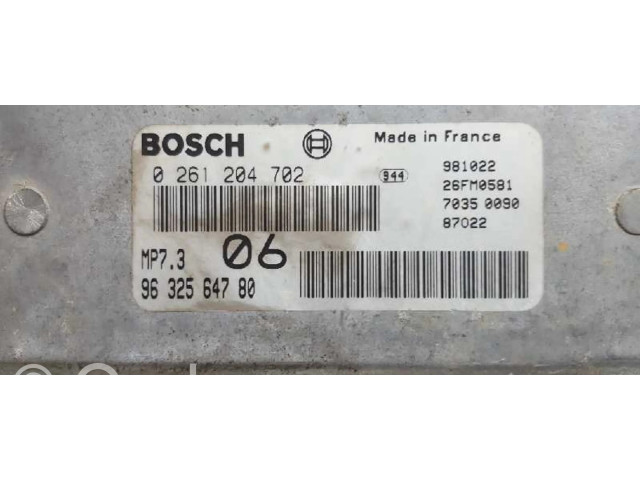 BOSCH
Made in France
0 261 204 702
944
981022
26FM0581
7035 0090
87022
MP7.3
06
96 325 647 80